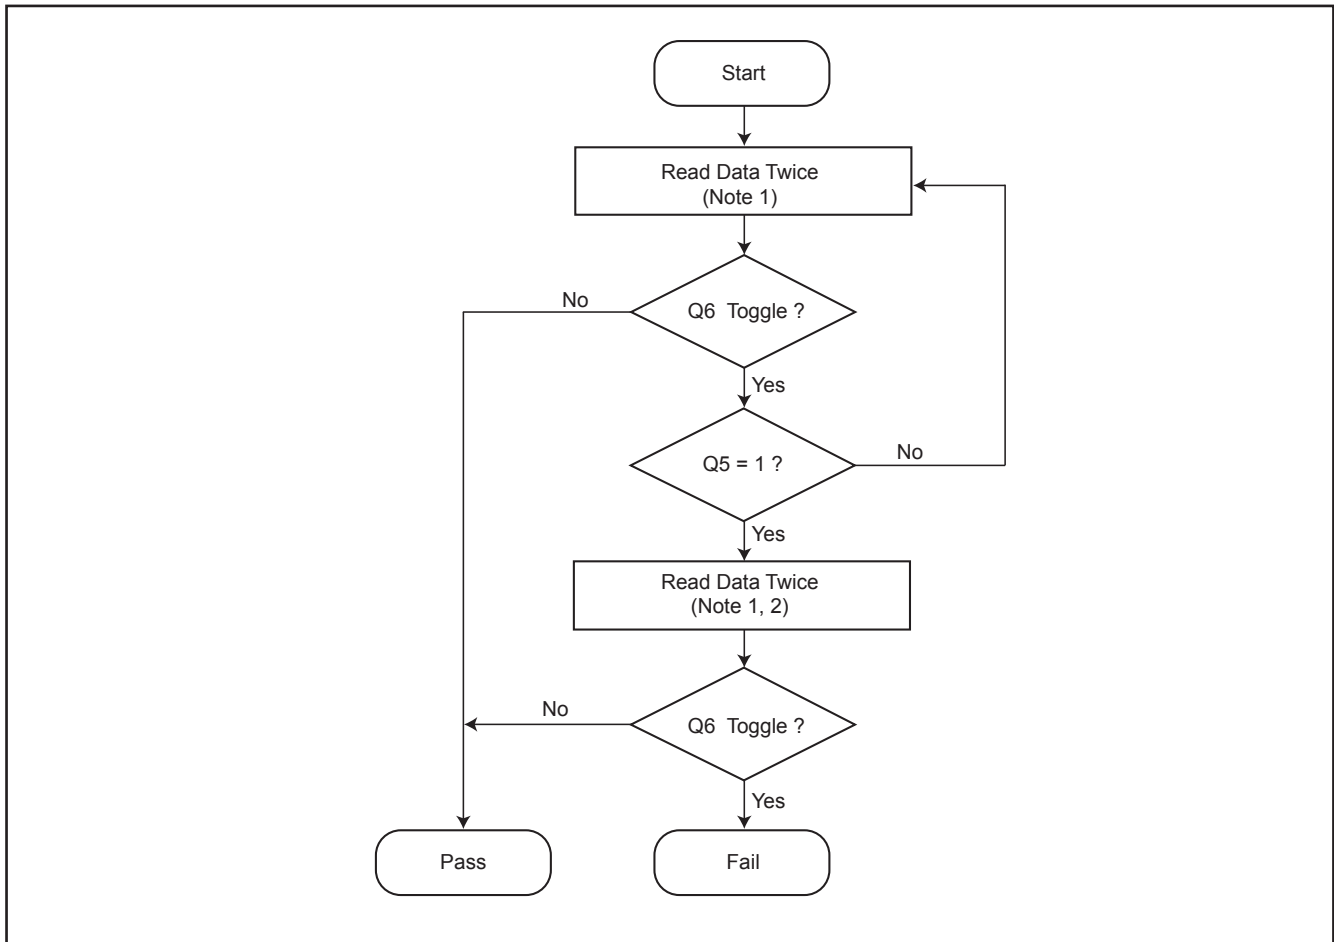 Start
Read Data Twice
(Note 1)
No
Q6 Toggle ?
Yes
Q5 = 1 ?
No
Yes
Read Data Twice
(Note 1, 2)
No
Q6 Toggle ?
Yes
Pass
Fail